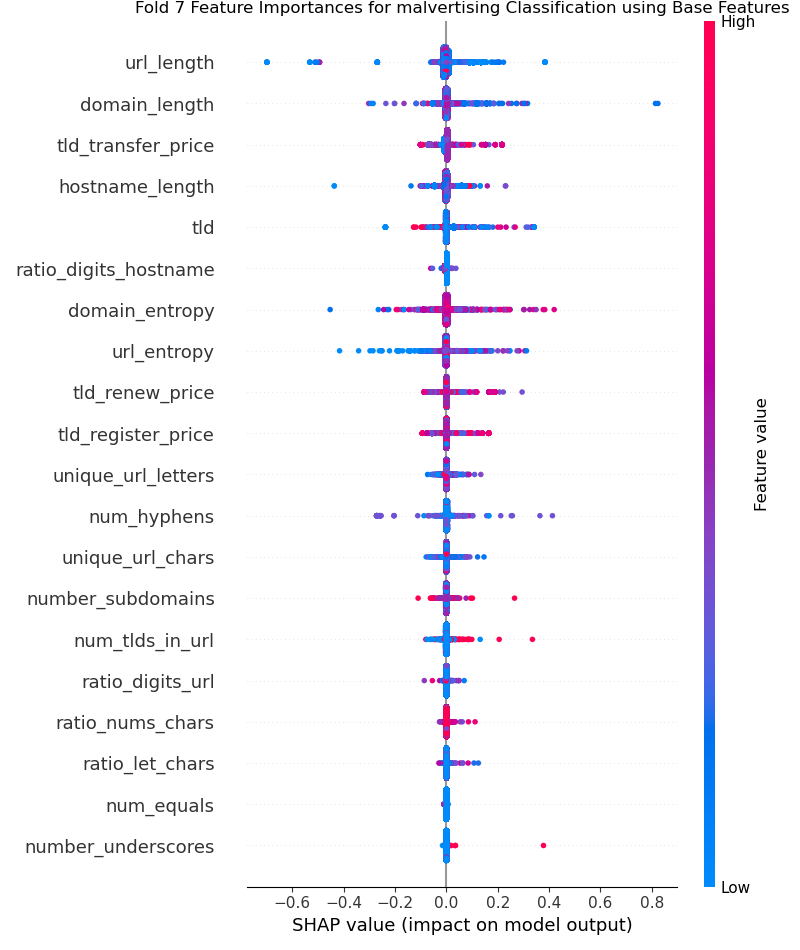 Fold 7 Feature Importances for malvertising Classification using Base Features
High
url_length
domain_length
tld_transfer_price
hostname_length
tld
ratio_digits_hostname
domain_entropy
url_entropy
tld_renew_price
tld_register_price
unique_url_letters
num_hyphens
unique_url_chars
number_subdomains
num_tlds_in_url
ratio_digits_url
ratio_nums_chars
ratio_let_chars
num_equals
number_underscores
Feature value
Low
−0.6 −0.4 −0.2 0.0 0.2 0.4 0.6 0.8
SHAP value (impact on model output)